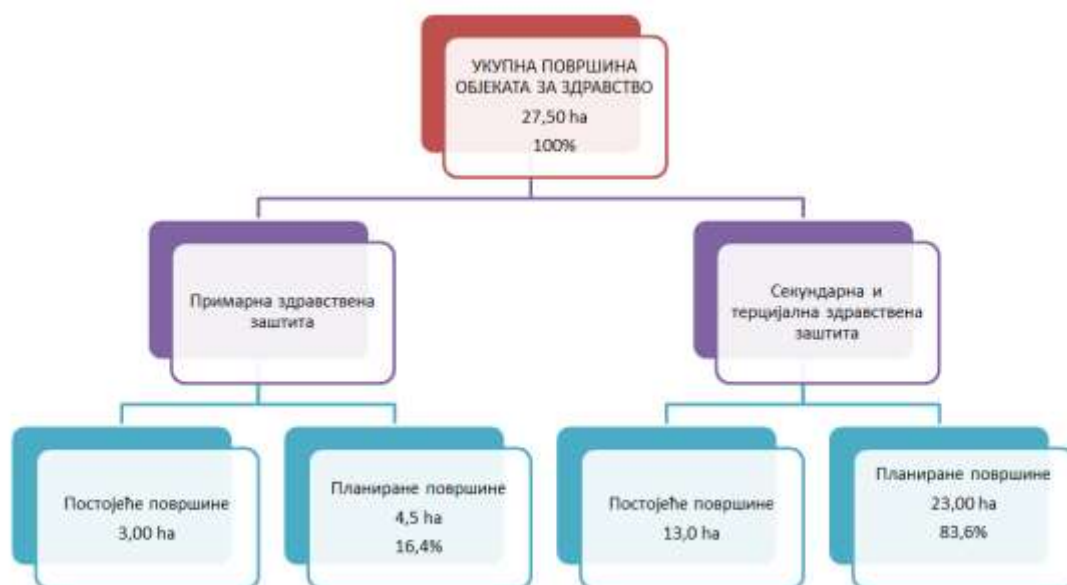 УКУПНА ПОВРШИНА
ОБЈЕКАТА ЗА ЗДРАВСТВО
27,50 ha
100%
Примарна здравствена
заштита
Секундарна и
терцијална здравствена
заштита
Постојеће површине
3,00 ha
Планиране површине
4,5 ha
16,4%
Постојеће површине
13,0 ha
Планиране површине
23,00 ha
83,6%